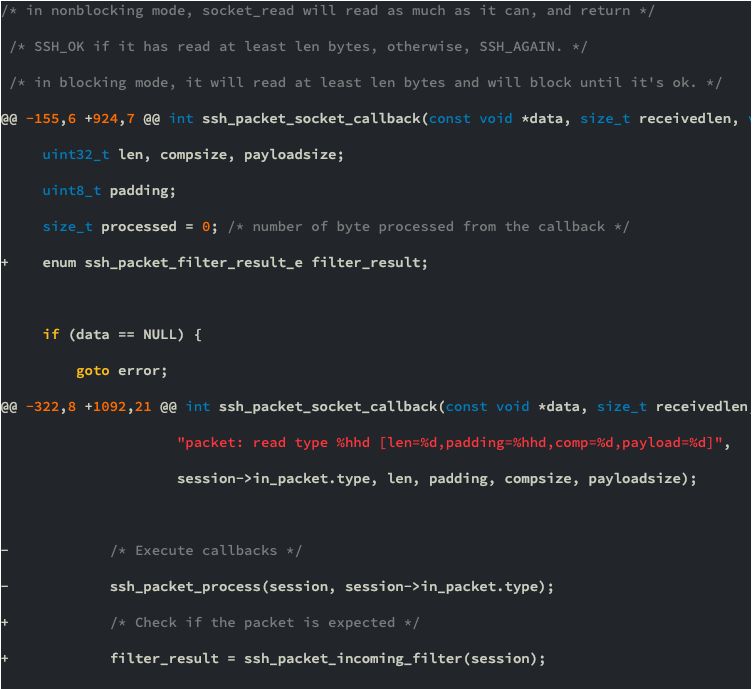 /* in nonblocking mode, socket_read will read as much as it can, and return */
/* SSH_OK if it has read at least len bytes, otherwise, SSH_AGAIN. */
/* in blocking mode, it will read at least len bytes and will block until it's ok. */
@@ -155,6 +924,7 @@ int ssh_packet_socket_callback(const void *data, size_t receivedlen, v
uint32_t len, compsize, payloadsize;
uint8_t padding;
size_t processed = 0; /* number of byte processed from the callback */
+ enum ssh_packet_filter_result_e filter_result;
if (data == NULL) {
goto error;
@@ -322,8 +1092,21 @@ int ssh_packet_socket_callback(const void *data, size_t receivedlen,
"packet: read type %hhd [len=%d,padding=%hhd,comp=%d,payload=%d]",
session->in_packet.type, len, padding, compsize, payloadsize);
- /* Execute callbacks */
- ssh_packet_process(session, session->in_packet.type);
+ /* Check if the packet is expected */
+ filter_result = ssh_packet_incoming_filter(session);